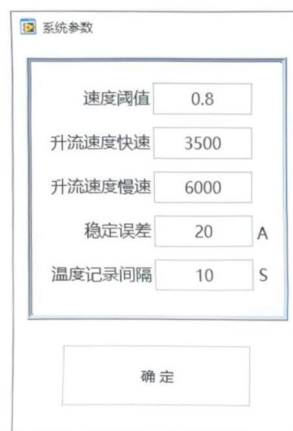 系统参数
速度阈值 0.8
升流速度快速 3500
升流速度慢速 6000
稳定误差 20 A
温度记录间隔 10 S
确定